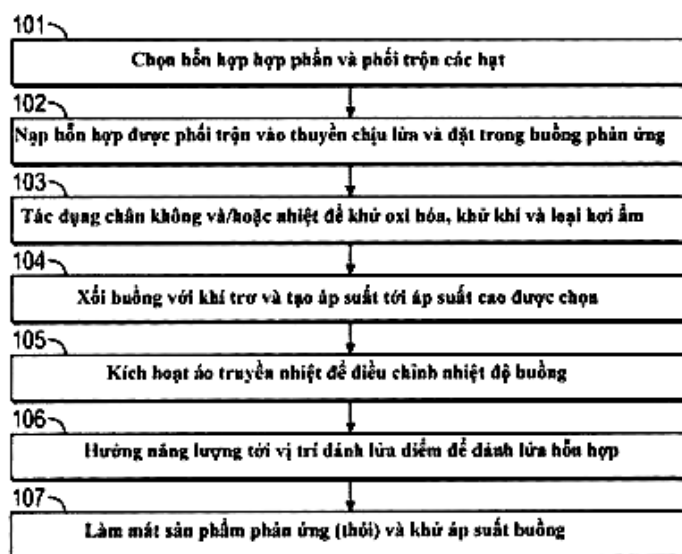 101
Chọn hỗn hợp hợp phần và phối trộn các hạt
102
Nạp hỗn hợp được phối trộn vào thuyền chịu lửa và đặt trong buồng phản ứng
103
Tác dụng chân không và/hoặc nhiệt để khử oxi hóa, khử khí và loại hơi ẩm
104
Xối buồng với khí trơ và tạo áp suất tới áp suất cao được chọn
105
Kích hoạt áo truyền nhiệt để điều chỉnh nhiệt độ buồng
106
Hướng năng lượng tới vị trí đánh lửa điểm để đánh lửa hỗn hợp
107
Làm mát sản phẩm phản ứng (thỏi) và khử áp suất buồng